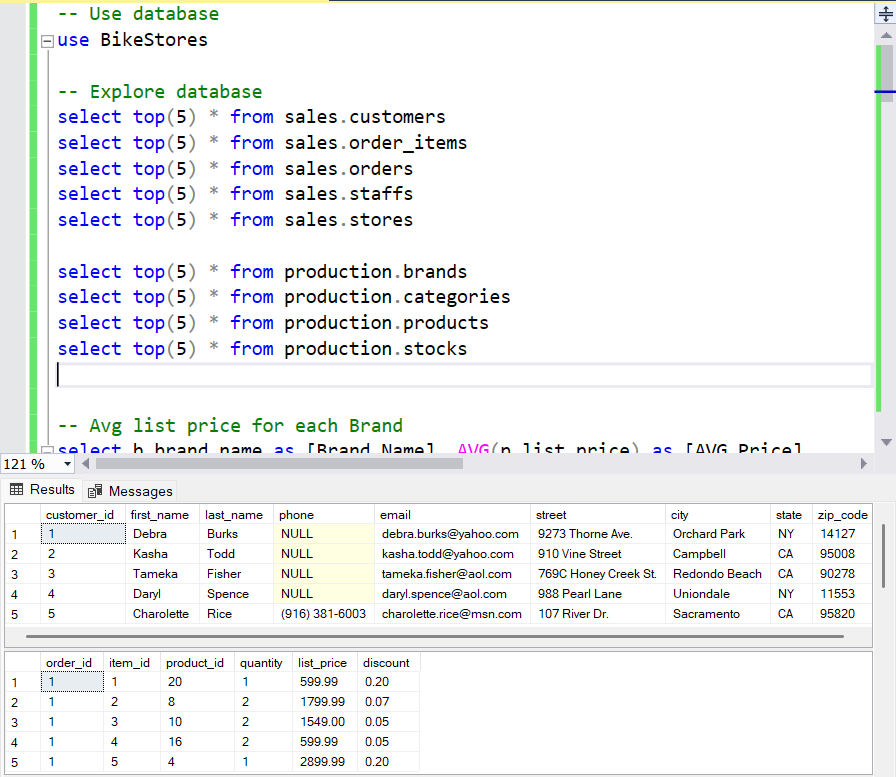 -- Use database
use BikeStores
-- Explore database
select top(5) * from sales.customers
select top(5) * from sales.order_items
select top(5) * from sales.orders
select top(5) * from sales.staffs
select top(5) * from sales.stores
select top(5) * from production.brands
select top(5) * from production.categories
select top(5) * from production.products
select top(5) * from production.stocks
-- Avg list price for each Brand
select b.brand_name as [Brand Name], AVG(p.list_price) as [AVG Price]
121 %
Results Messages
customer_id first_name last_name phone email street city state zip_code
1 1 Debra Burks NULL debra.burks@yahoo.com 9273 Thorne Ave. Orchard Park NY 14127
2 2 Kasha Todd NULL kasha.todd@yahoo.com 910 Vine Street Campbell CA 95008
3 3 Tameka Fisher NULL tameka.fisher@aol.com 769C Honey Creek St. Redondo Beach CA 90278
4 4 Daryl Spence NULL daryl.spence@aol.com 988 Pearl Lane Uniondale NY 11553
5 5 Charolette Rice (916) 381-6003 charolette.rice@msn.com 107 River Dr. Sacramento CA 95820
order_id item_id product_id quantity list_price discount
1 1 1 20 1 599.99 0.20
2 1 2 8 2 1799.99 0.07
3 1 3 10 2 1549.00 0.05
4 1 4 16 2 599.99 0.05
5 1 5 4 1 2899.99 0.20